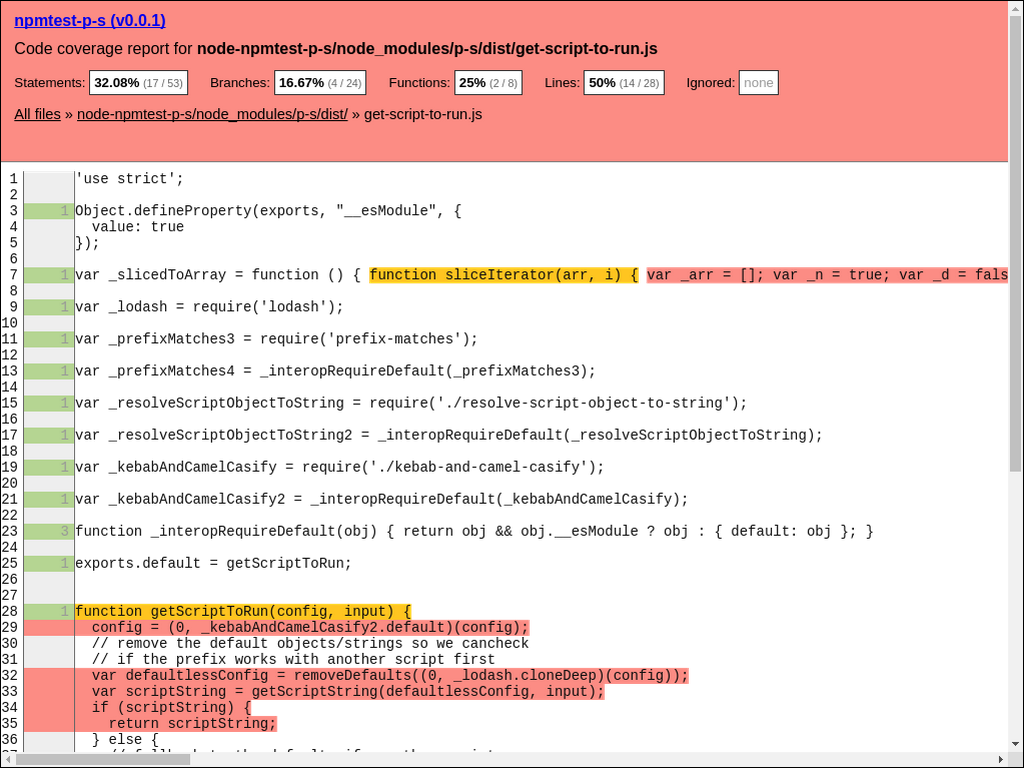 npmtest-p-s (v0.0.1)
Code coverage report for node-npmtest-p-s/node_modules/p-s/dist/get-script-to-run.js
Statements: 32.08% (17 / 53) Branches: 16.67% (4 / 24) Functions: 25% (2 / 8) Lines: 50% (14 / 28) Ignored: none
All files » node-npmtest-p-s/node_modules/p-s/dist/ » get-script-to-run.js
1 'use strict';
2
3 1 Object.defineProperty(exports, "__esModule", {
4 value: true
5 });
6
7 1 var _slicedToArray = function () { function sliceIterator(arr, i) { var _arr = []; var _n = true; var _d = fals
8
9 1 var _lodash = require('lodash');
10
11 1 var _prefixMatches3 = require('prefix-matches');
12
13 1 var _prefixMatches4 = _interopRequireDefault(_prefixMatches3);
14
15 1 var _resolveScriptObjectToString = require('./resolve-script-object-to-string');
16
17 1 var _resolveScriptObjectToString2 = _interopRequireDefault(_resolveScriptObjectToString);
18
19 1 var _kebabAndCamelCasify = require('./kebab-and-camel-casify');
20
21 1 var _kebabAndCamelCasify2 = _interopRequireDefault(_kebabAndCamelCasify);
22
23 3 function _interopRequireDefault(obj) { return obj && obj.__esModule ? obj : { default: obj }; }
24
25 1 exports.default = getScriptToRun;
26
27
28 1 function getScriptToRun(config, input) {
29 config = (0, _kebabAndCamelCasify2.default)(config);
30 // remove the default objects/strings so we cancheck
31 // if the prefix works with another script first
32 var defaultlessConfig = removeDefaults((0, _lodash.cloneDeep)(config));
33 var scriptString = getScriptString(defaultlessConfig, input);
34 if (scriptString) {
35 return scriptString;
36 } else {